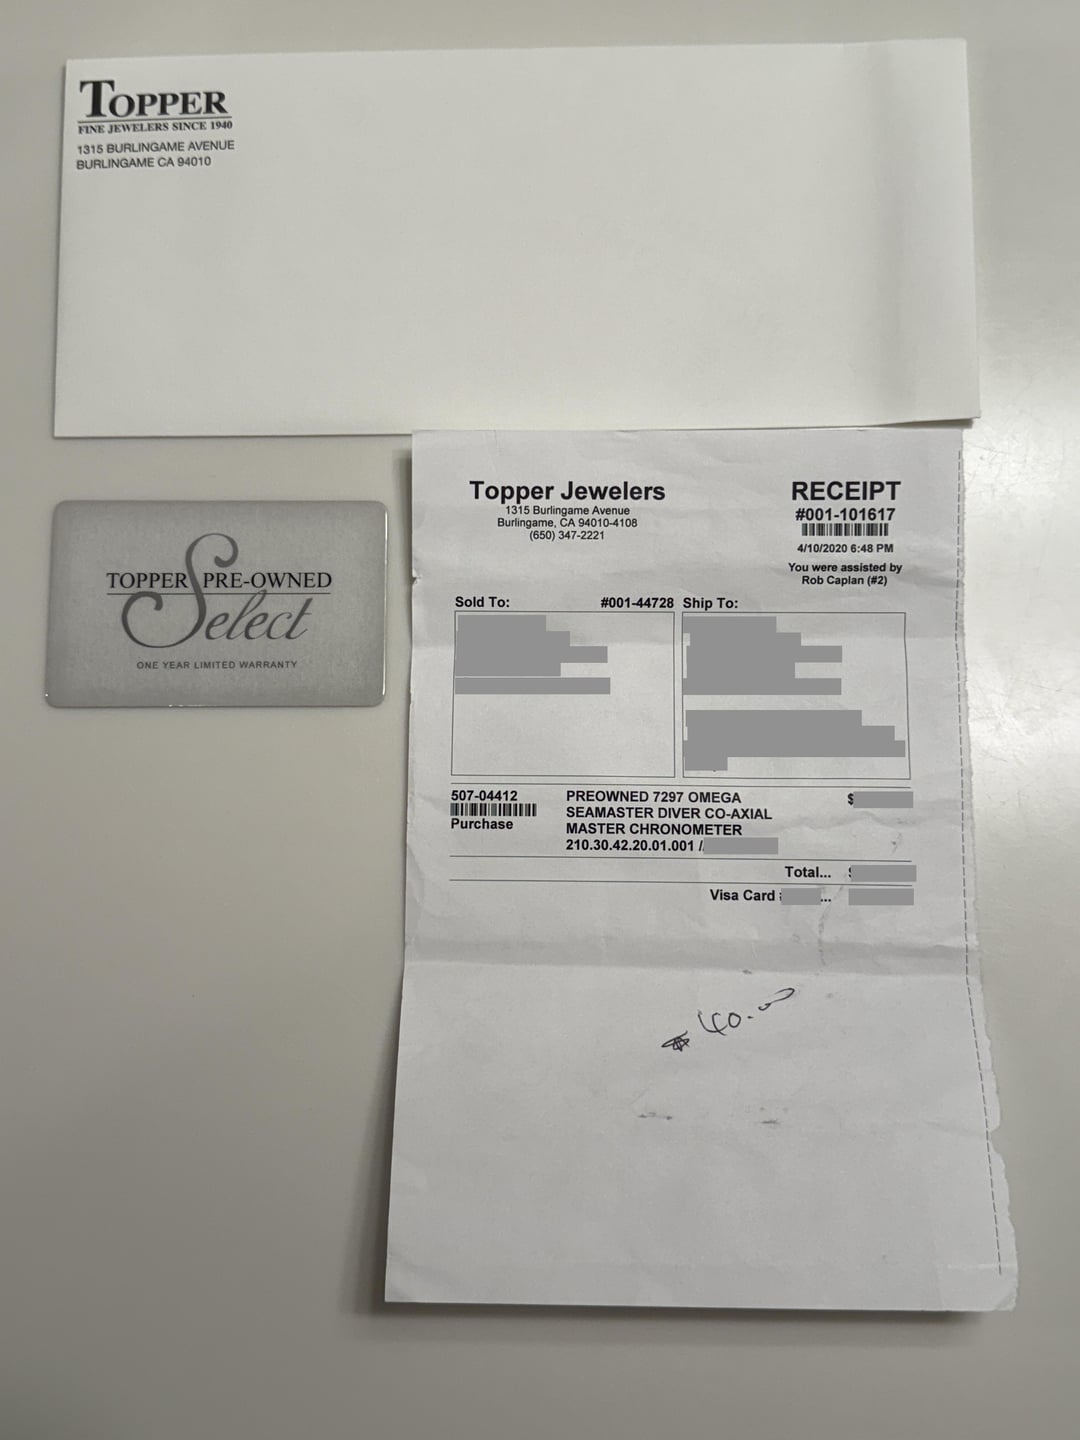 TOPPER
FINE JEWELERS SINCE 1940
1315 BURLINGAME AVENUE
BURLINGAME CA 94010
TOPPER PRE-OWNED
Select
ONE YEAR LIMITED WARRANTY
Topper Jewelers
1315 Burlingame Avenue
Burlingame, CA 94010-4108
(650) 347-2221
RECEIPT
#001-101617
4/10/2020 6:48 PM
You were assisted by
Rob Caplan (#2)
Sold To: #001-44728 Ship To:
507-04412 PREOWNED 7297 OMEGA $
SEAMASTER DIVER CO-AXIAL
Purchase MASTER CHRONOMETER
210.30.42.20.01.001 /
Total...
Visa Card ...
40.